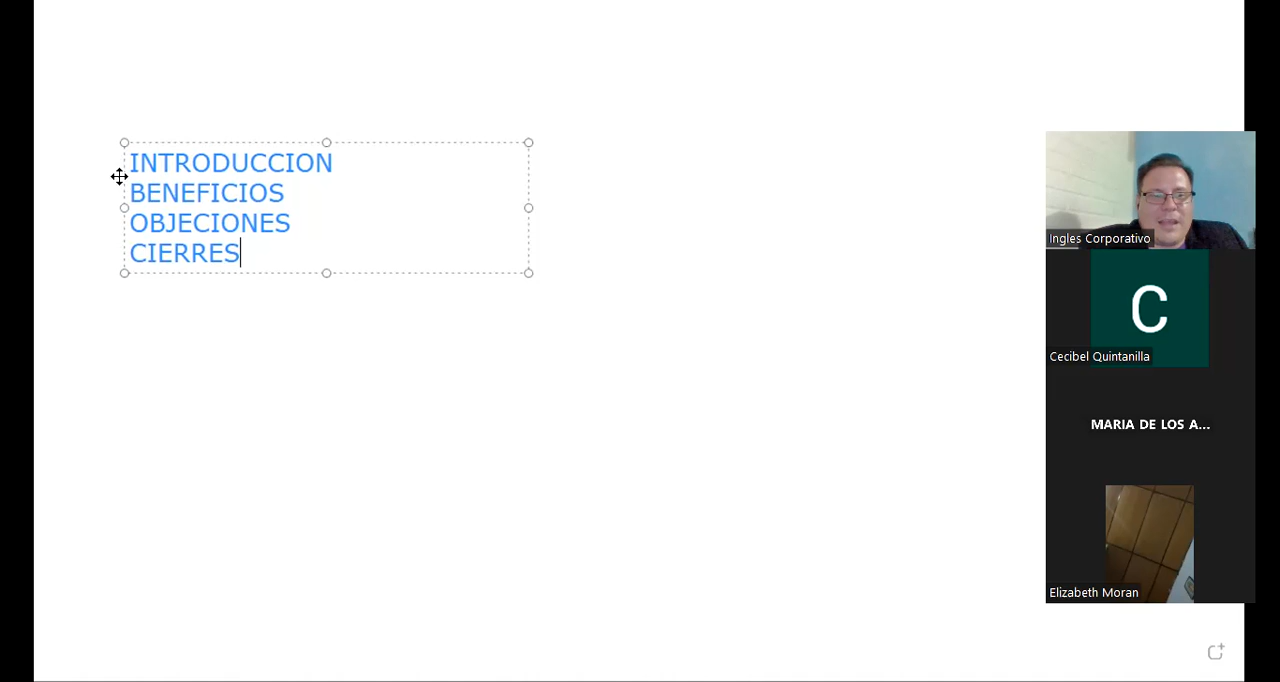 INTRODUCCION
BENEFICIOS
OBJECIONES
CIERRES
Ingles Corporativo
C
Cecibel Quintanilla
MARIA DE LOS A...
Elizabeth Moran